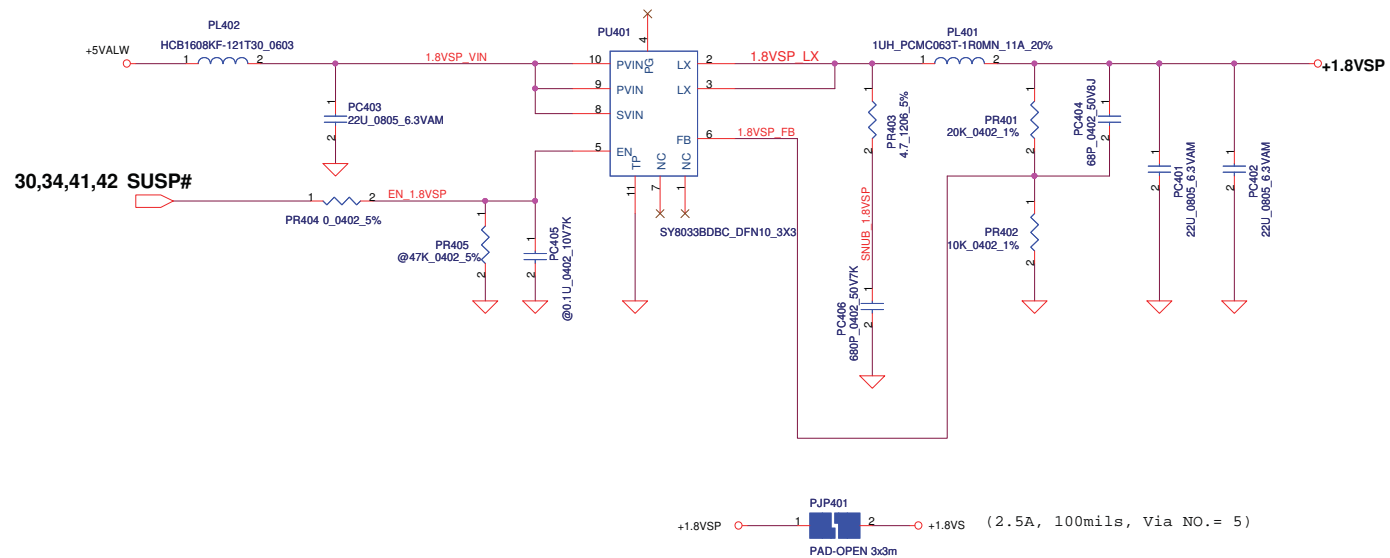 PL402
HCB1608KF-121T30_0603
+5VALW
1
2
1.8VSP_VIN
PC403
22U_0805_6.3VAM
1
2
PU401
4
PG
10
PVIN
9
PVIN
8
SVIN
5
EN
LX
2
LX
3
FB
6
TP
11
NC
7
NC
1
SY8033BDBC_DFN10_3X3
1.8VSP_LX
1.8VSP_FB
PL401
1UH_PCMC063T-1R0MN_11A_20%
1
2
+1.8VSP
PR403
4.7_1206_5%
1
2
SNUB_1.8VSP
PC406
680P_0402_50V7K
1
2
PR401
20K_0402_1%
1
2
PC404
68P_0402_50V8J
1
2
PR402
10K_0402_1%
1
2
PC401
22U_0805_6.3VAM
1
2
PC402
22U_0805_6.3VAM
1
2
30,34,41,42 SUSP#
1
2
PR404 0_0402_5%
EN_1.8VSP
PR405
@47K_0402_5%
1
2
PC405
@0.1U_0402_10V7K
1
2
PJP401
+1.8VSP
1
2
+1.8VS
(2.5A, 100mils, Via NO.= 5)
PAD-OPEN 3x3m